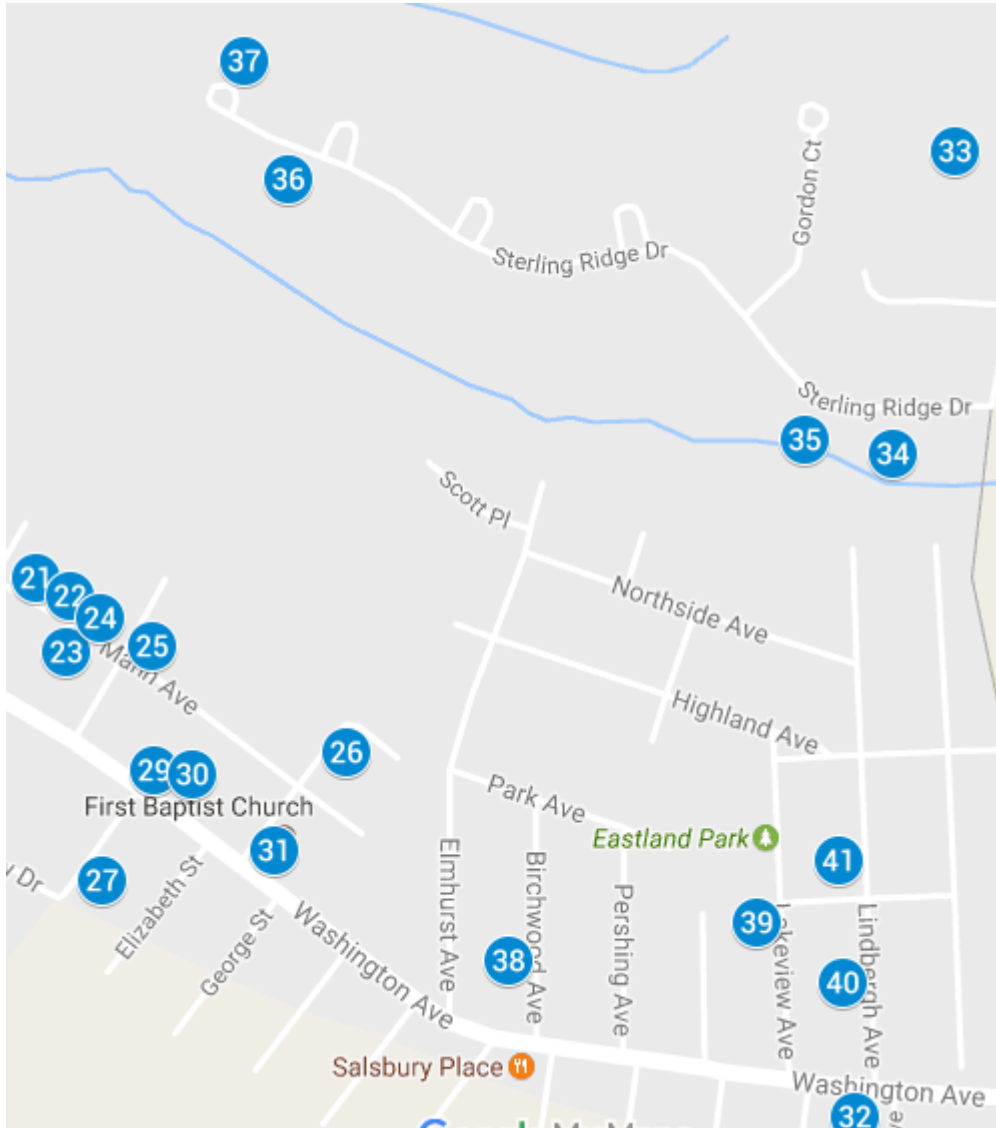 37
33
36
Gordon Ct
Sterling Ridge Dr
Sterling Ridge Dr
35
34
Scott Pl
21
22
24
23
25
Mann Ave
Northside Ave
Highland Ave
26
29
30
First Baptist Church
Park Ave
Eastland Park
31
41
27
y Dr
Elizabeth St
George St
Washington Ave
Elmhurst Ave
Birchwood Ave
Pershing Ave
39
Lakeview Ave
Lindbergh Ave
38
40
Salsbury Place
Washington Ave
32